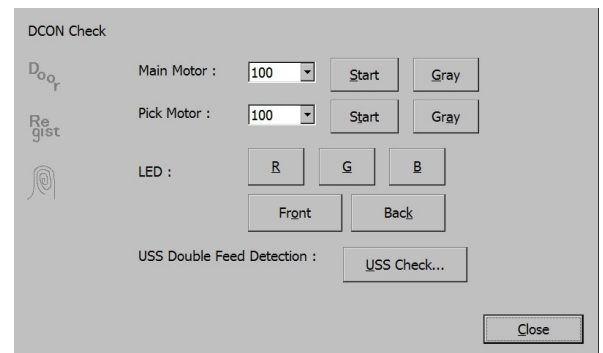 DCON Check
Door
Main Motor : 100 Start Gray
Pick Motor : 100 Start Gray
Regist
LED : R G B
Front Back
USS Double Feed Detection : USS Check...
Close